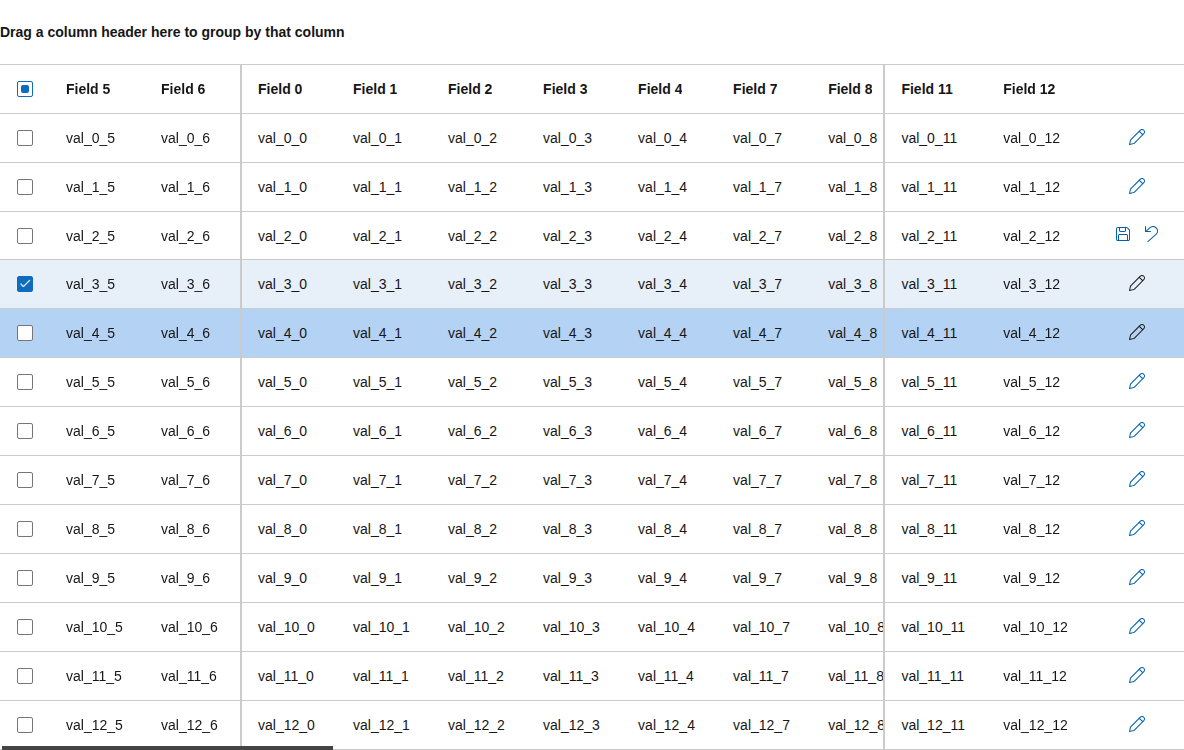 Drag a column header here to group by that column
Field 5 Field 6 Field 0 Field 1 Field 2 Field 3 Field 4 Field 7 Field 8 Field 11 Field 12
val_0_5 val_0_6 val_0_0 val_0_1 val_0_2 val_0_3 val_0_4 val_0_7 val_0_8 val_0_11 val_0_12
val_1_5 val_1_6 val_1_0 val_1_1 val_1_2 val_1_3 val_1_4 val_1_7 val_1_8 val_1_11 val_1_12
val_2_5 val_2_6 val_2_0 val_2_1 val_2_2 val_2_3 val_2_4 val_2_7 val_2_8 val_2_11 val_2_12
val_3_5 val_3_6 val_3_0 val_3_1 val_3_2 val_3_3 val_3_4 val_3_7 val_3_8 val_3_11 val_3_12
val_4_5 val_4_6 val_4_0 val_4_1 val_4_2 val_4_3 val_4_4 val_4_7 val_4_8 val_4_11 val_4_12
val_5_5 val_5_6 val_5_0 val_5_1 val_5_2 val_5_3 val_5_4 val_5_7 val_5_8 val_5_11 val_5_12
val_6_5 val_6_6 val_6_0 val_6_1 val_6_2 val_6_3 val_6_4 val_6_7 val_6_8 val_6_11 val_6_12
val_7_5 val_7_6 val_7_0 val_7_1 val_7_2 val_7_3 val_7_4 val_7_7 val_7_8 val_7_11 val_7_12
val_8_5 val_8_6 val_8_0 val_8_1 val_8_2 val_8_3 val_8_4 val_8_7 val_8_8 val_8_11 val_8_12
val_9_5 val_9_6 val_9_0 val_9_1 val_9_2 val_9_3 val_9_4 val_9_7 val_9_8 val_9_11 val_9_12
val_10_5 val_10_6 val_10_0 val_10_1 val_10_2 val_10_3 val_10_4 val_10_7 val_10_8 val_10_11 val_10_12
val_11_5 val_11_6 val_11_0 val_11_1 val_11_2 val_11_3 val_11_4 val_11_7 val_11_8 val_11_11 val_11_12
val_12_5 val_12_6 val_12_0 val_12_1 val_12_2 val_12_3 val_12_4 val_12_7 val_12_8 val_12_11 val_12_12